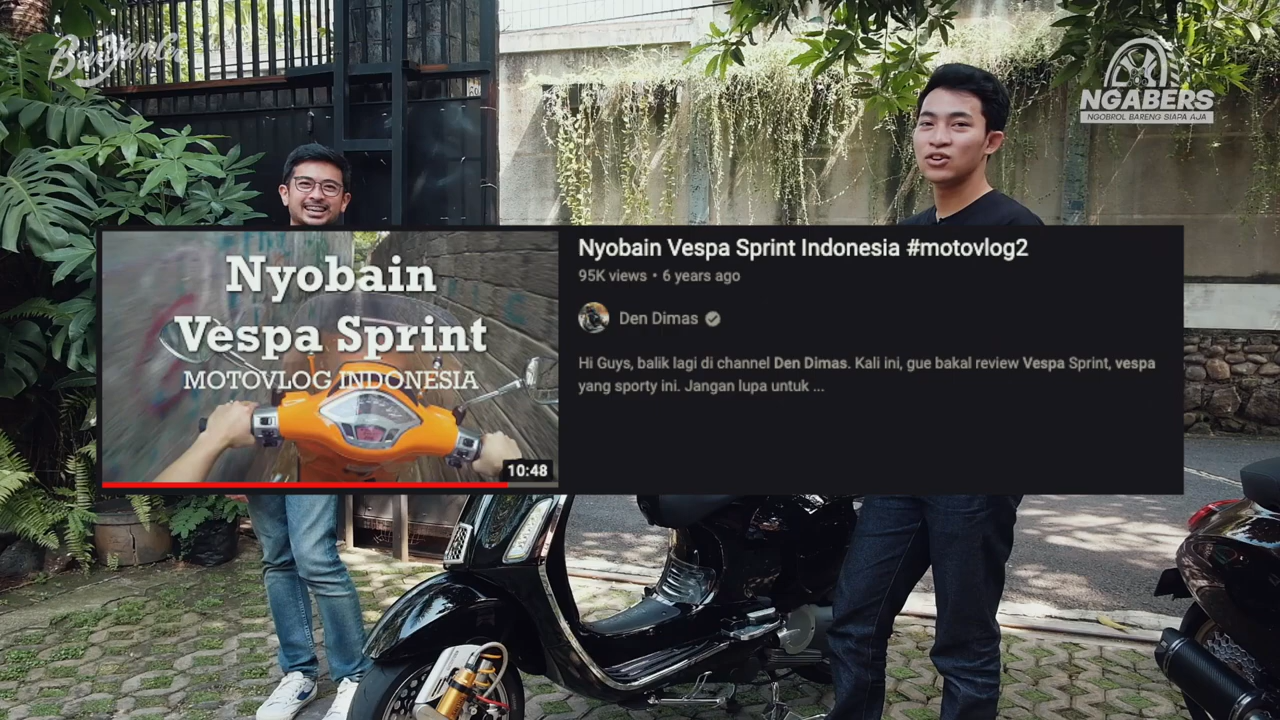 NGABERS
NGOBROL BARENG SIAPA AJA
Nyobain
Vespa Sprint
MOTOVLOG INDONESIA
10:48
Nyobain Vespa Sprint Indonesia #motovlog2
95K views • 6 years ago
Den Dimas
Hi Guys, balik lagi di channel Den Dimas. Kali ini, gue bakal review Vespa Sprint, vespa
yang sporty ini. Jangan lupa untuk ...